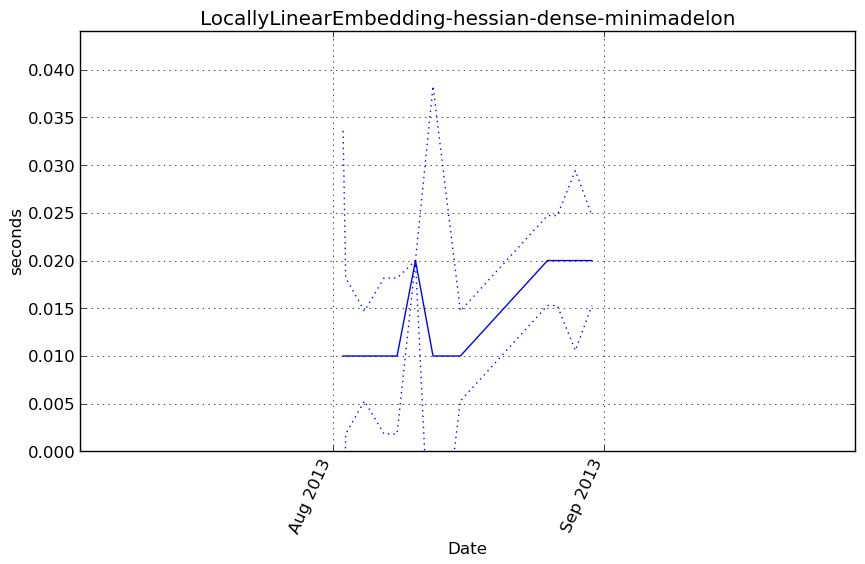 LocallyLinearEmbedding-hessian-dense-minimadelon
0.040
0.035
0.030
0.025
0.020
0.015
0.010
0.005
0.000
seconds
Aug 2013
Sep 2013
Date